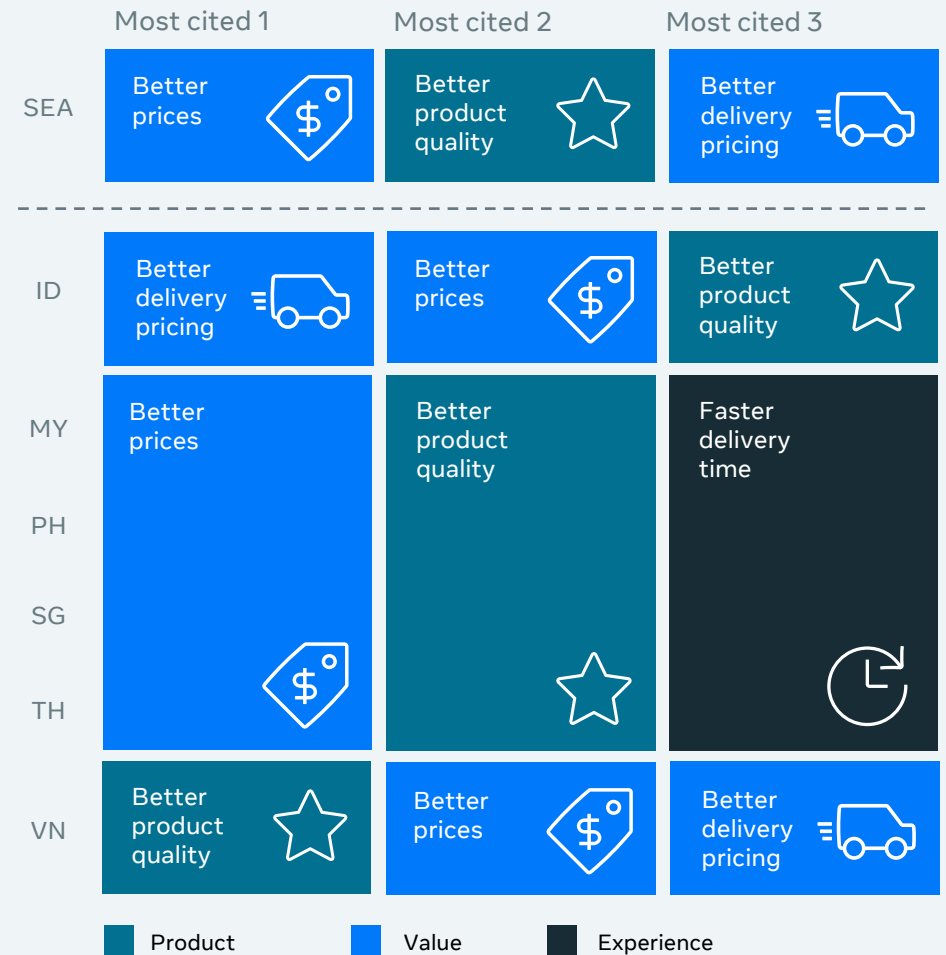 Most cited 1
Most cited 2
Most cited 3
SEA
Better
prices
$
Better
product
quality
Better
delivery
pricing
ID
Better
delivery
pricing
Better
prices
$
Better
product
quality
MY
PH
SG
TH
Better
prices
$
Better
product
quality
Faster
delivery
time
VN
Better
product
quality
Better
prices
$
Better
delivery
pricing
Product
Value
Experience